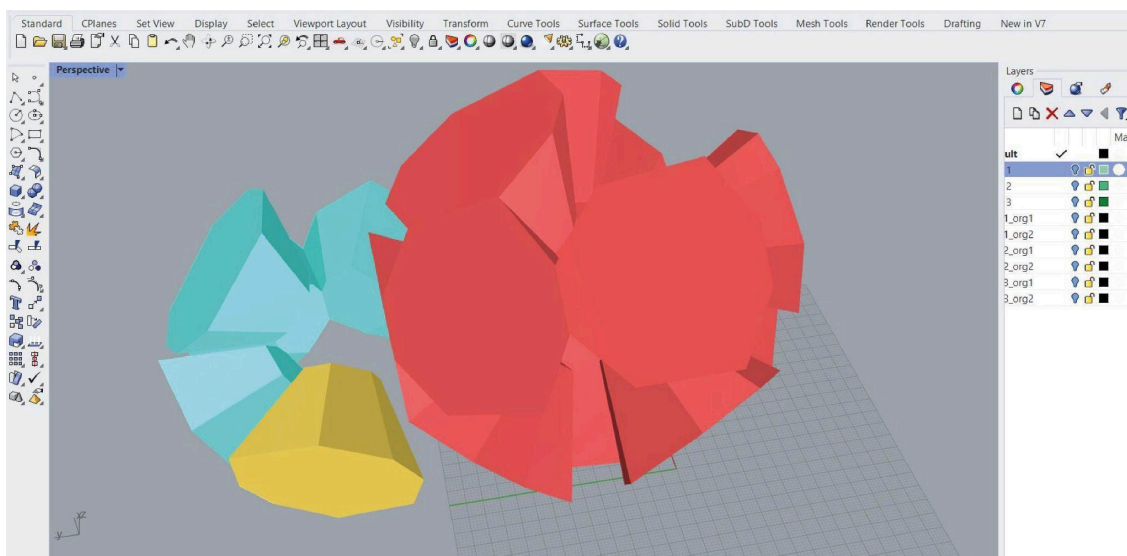 Standard CPlanes Set View Display Select Viewport Layout Visibility Transform Curve Tools Surface Tools Solid Tools SubD Tools Mesh Tools Render Tools Drafting New in V7
Perspective
Layers
Ma
ult
1
2
3
1_org1
1_org2
2_org1
2_org2
3_org1
3_org2
z
y